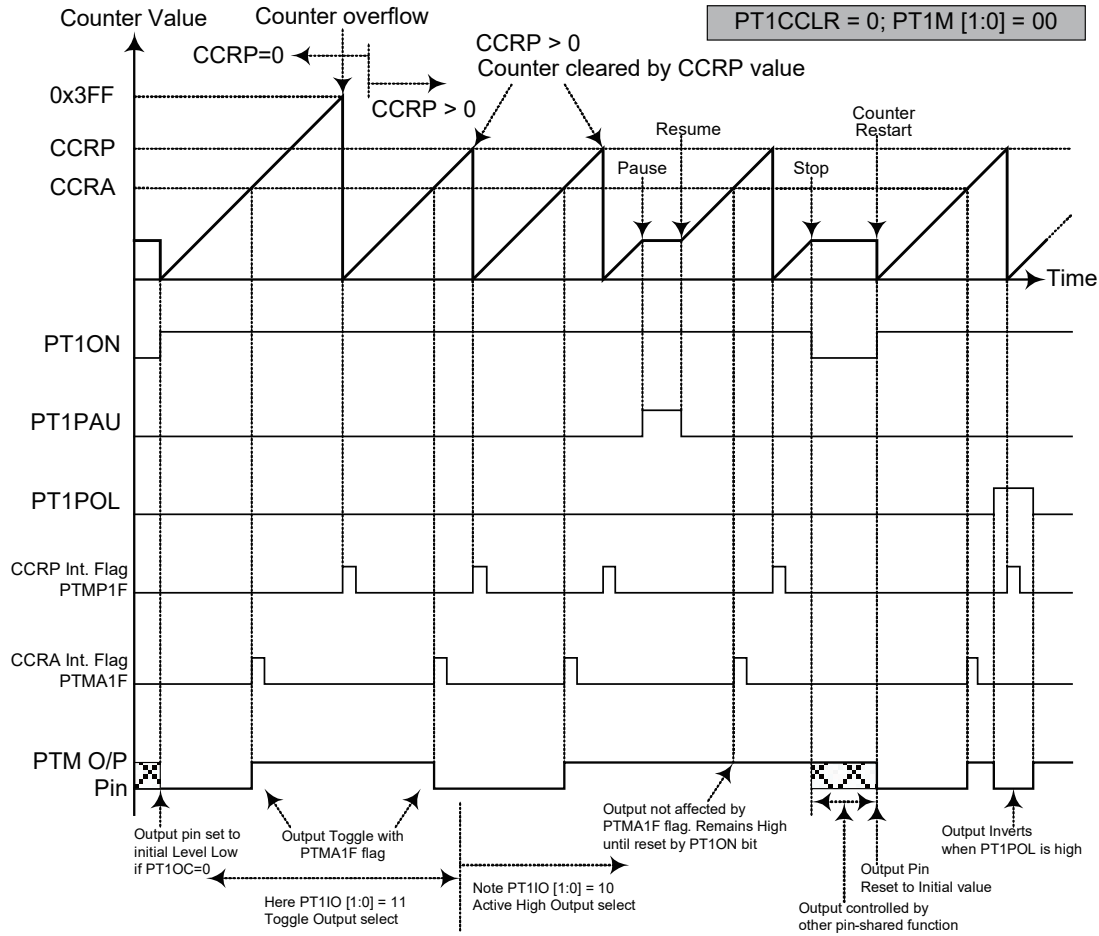 Counter Value
Counter overflow
PT1CCLR = 0; PT1M [1:0] = 00
CCRP=0
CCRP > 0
CCRP > 0
Counter cleared by CCRP value
0x3FF
CCRP
CCRA
Pause
Resume
Stop
Counter
Restart
Time
PT1ON
PT1PAU
PT1POL
CCRP Int. Flag
PTMP1F
CCRA Int. Flag
PTMA1F
PTM O/P
Pin
Output pin set to
initial Level Low
if PT1OC=0
Output Toggle with
PTMA1F flag
Here PT1IO [1:0] = 11
Toggle Output select
Note PT1IO [1:0] = 10
Active High Output select
Output not affected by
PTMA1F flag. Remains High
until reset by PT1ON bit
Output controlled by
other pin-shared function
Output Pin
Reset to Initial value
Output Inverts
when PT1POL is high